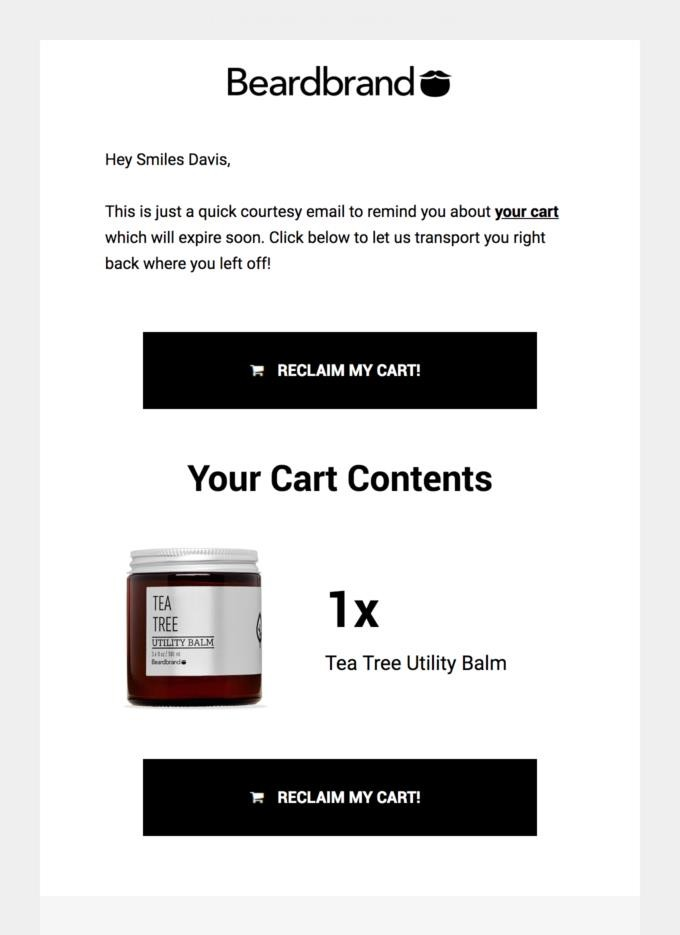 Beardbrand
Hey Smiles Davis,
This is just a quick courtesy email to remind you about your cart
which will expire soon. Click below to let us transport you right
back where you left off!
RECLAIM MY CART!
Your Cart Contents
TEA
TREE
UTILITY BALM
Beardbrand
1x
Tea Tree Utility Balm
RECLAIM MY CART!